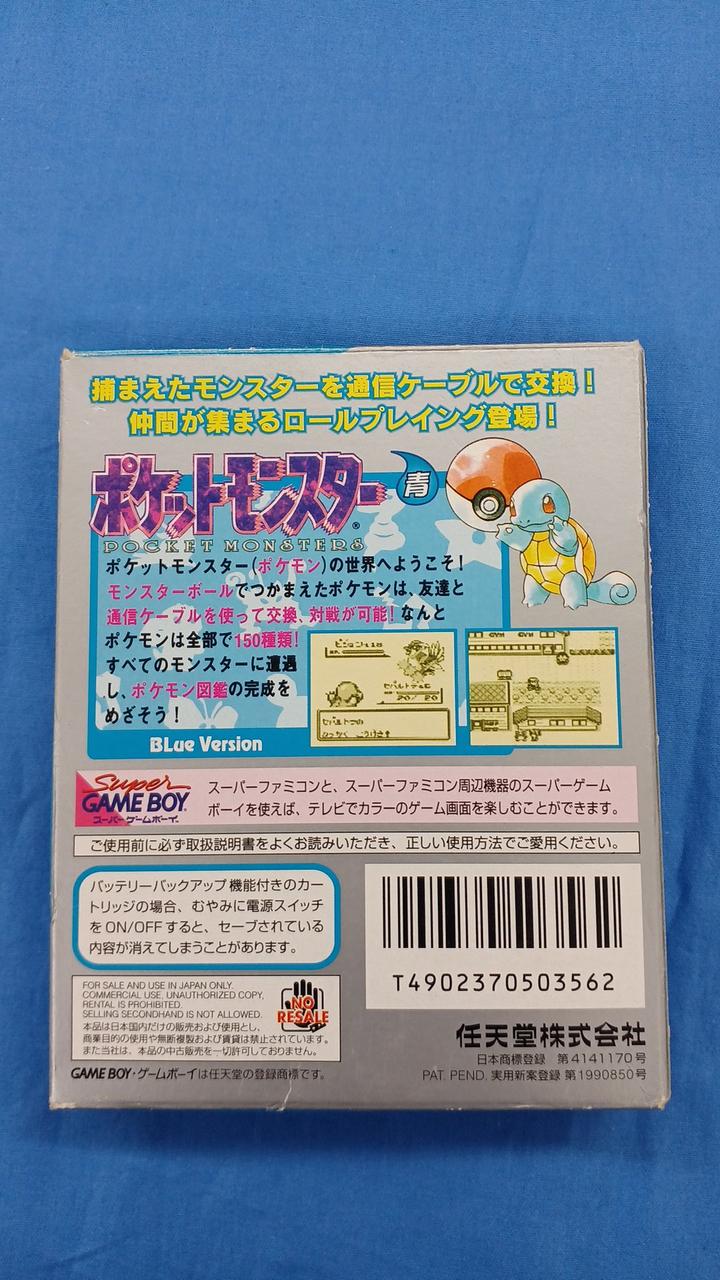 捕まえたモンスターを通信ケーブルで交換！
仲間が集まるロールプレイング登場！
ポケットモンスター 青
POCKET MONSTERS
ポケットモンスター(ポケモン)の世界へようこそ！
モンスターボールでつかまえたポケモンは、友達と
通信ケーブルを使って交換、対戦が可能！なんと
ポケモンは全部で150種類！
すべてのモンスターに遭遇
し、ポケモン図鑑の完成を
めざそう！
BLue Version
20/20
GYM
Super
GAME BOY
スーパーゲームボーイ
スーパーファミコンと、スーパーファミコン周辺機器のスーパーゲーム
ボーイを使えば、テレビでカラーのゲーム画面を楽しむことができます。
ご使用前に必ず取扱説明書をよくお読みいただき、正しい使用方法でご愛用ください。
バッテリーバックアップ機能付きのカー
トリッジの場合、むやみに電源スイッチ
をON/OFFすると、セーブされている
内容が消えてしまうことがあります。
T4902370503562
FOR SALE AND USE IN JAPAN ONLY.
COMMERCIAL USE, UNAUTHORIZED COPY,
RENTAL IS PROHIBITED.
SELLING SECONDHAND IS NOT ALLOWED.
本品は日本国内だけの販売および使用とし、
商業目的の使用や無断複製および賃貸は禁止されています。
また当社は、本品の中古販売を一切許可しておりません。
NO
RESALE
任天堂株式会社
日本商標登録 第4141170号
PAT. PEND. 実用新案登録 第1990850号
GAME BOY・ゲームボーイは任天堂の登録商標です。